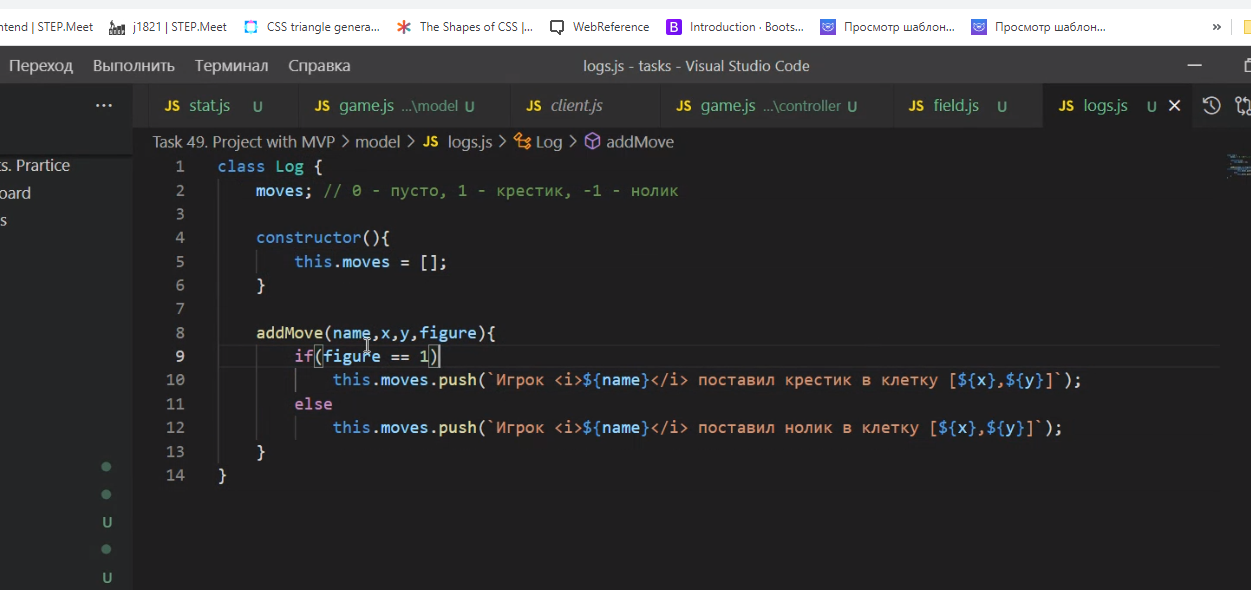 ntend | STEP.Meet j1821 | STEP.Meet CSS triangle genera... The Shapes of CSS |... WebReference B Introduction · Boots... Просмотр шаблон... Просмотр шаблон... »
Переход Выполнить Терминал Справка logs.js - tasks - Visual Studio Code
... JS stat.js U JS game.js ...\model U JS client.js JS game.js ...\controller U JS field.js U JS logs.js U
Task 49. Project with MVP > model > JS logs.js > Log > addMove
s. Prartice
oard
s
1 class Log {
2 moves; // 0 - пусто, 1 - крестик, -1 - нолик
3
4 constructor(){
5 this.moves = [];
6 }
7
8 addMove(name,x,y,figure){
9 if(figure == 1)
10 this.moves.push(`Игрок <i>${name}</i> поставил крестик в клетку [${x},${y}]`);
11 else
12 this.moves.push(`Игрок <i>${name}</i> поставил нолик в клетку [${x},${y}]`);
13 }
14 }
U
U